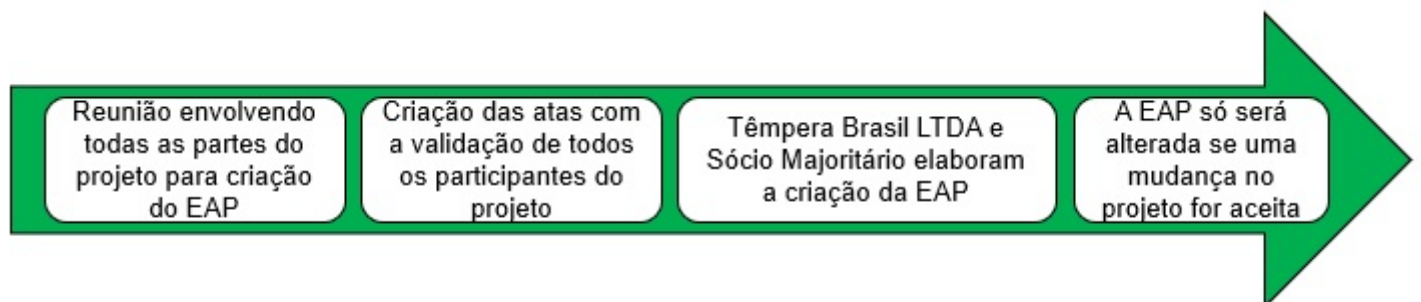 Reunião envolvendo
todas as partes do
projeto para criação
do EAP
Criação das atas com
a validação de todos
os participantes do
projeto
Têmpera Brasil LTDA e
Sócio Majoritário elaboram
a criação da EAP
A EAP só será
alterada se uma
mudança no
projeto for aceita